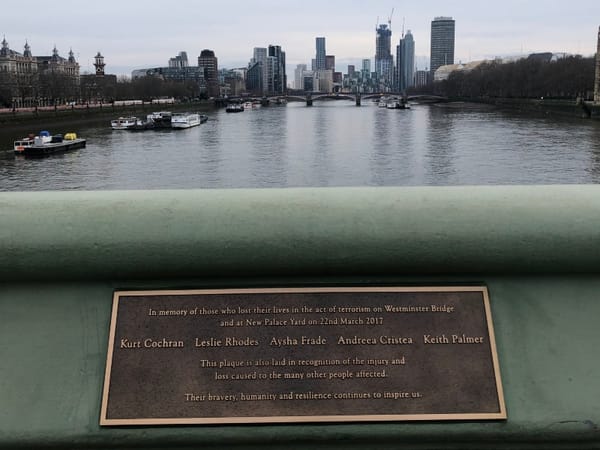 In memory of those who lost their lives in the act of terrorism on Westminster Bridge
and at New Palace Yard on 22nd March 2017
Kurt Cochran Leslie Rhodes Aysha Frade Andreea Cristea Keith Palmer
This plaque is also laid in recognition of the injury and
loss caused to the many other people affected.
Their bravery, humanity and resilience continues to inspire us.